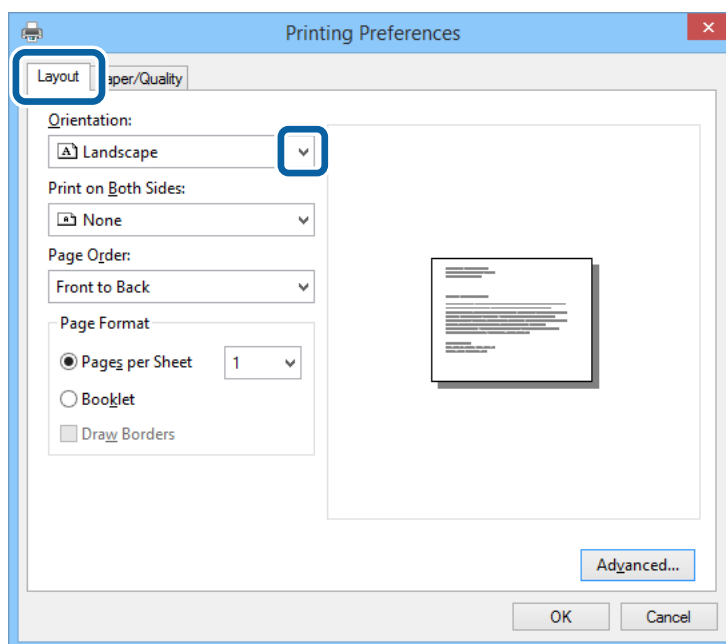 Printing Preferences
Layout
aper/Quality
Orientation:
A Landscape
Print on Both Sides:
None
Page Order:
Front to Back
Page Format
Pages per Sheet 1
Booklet
Draw Borders
Advanced...
OK Cancel